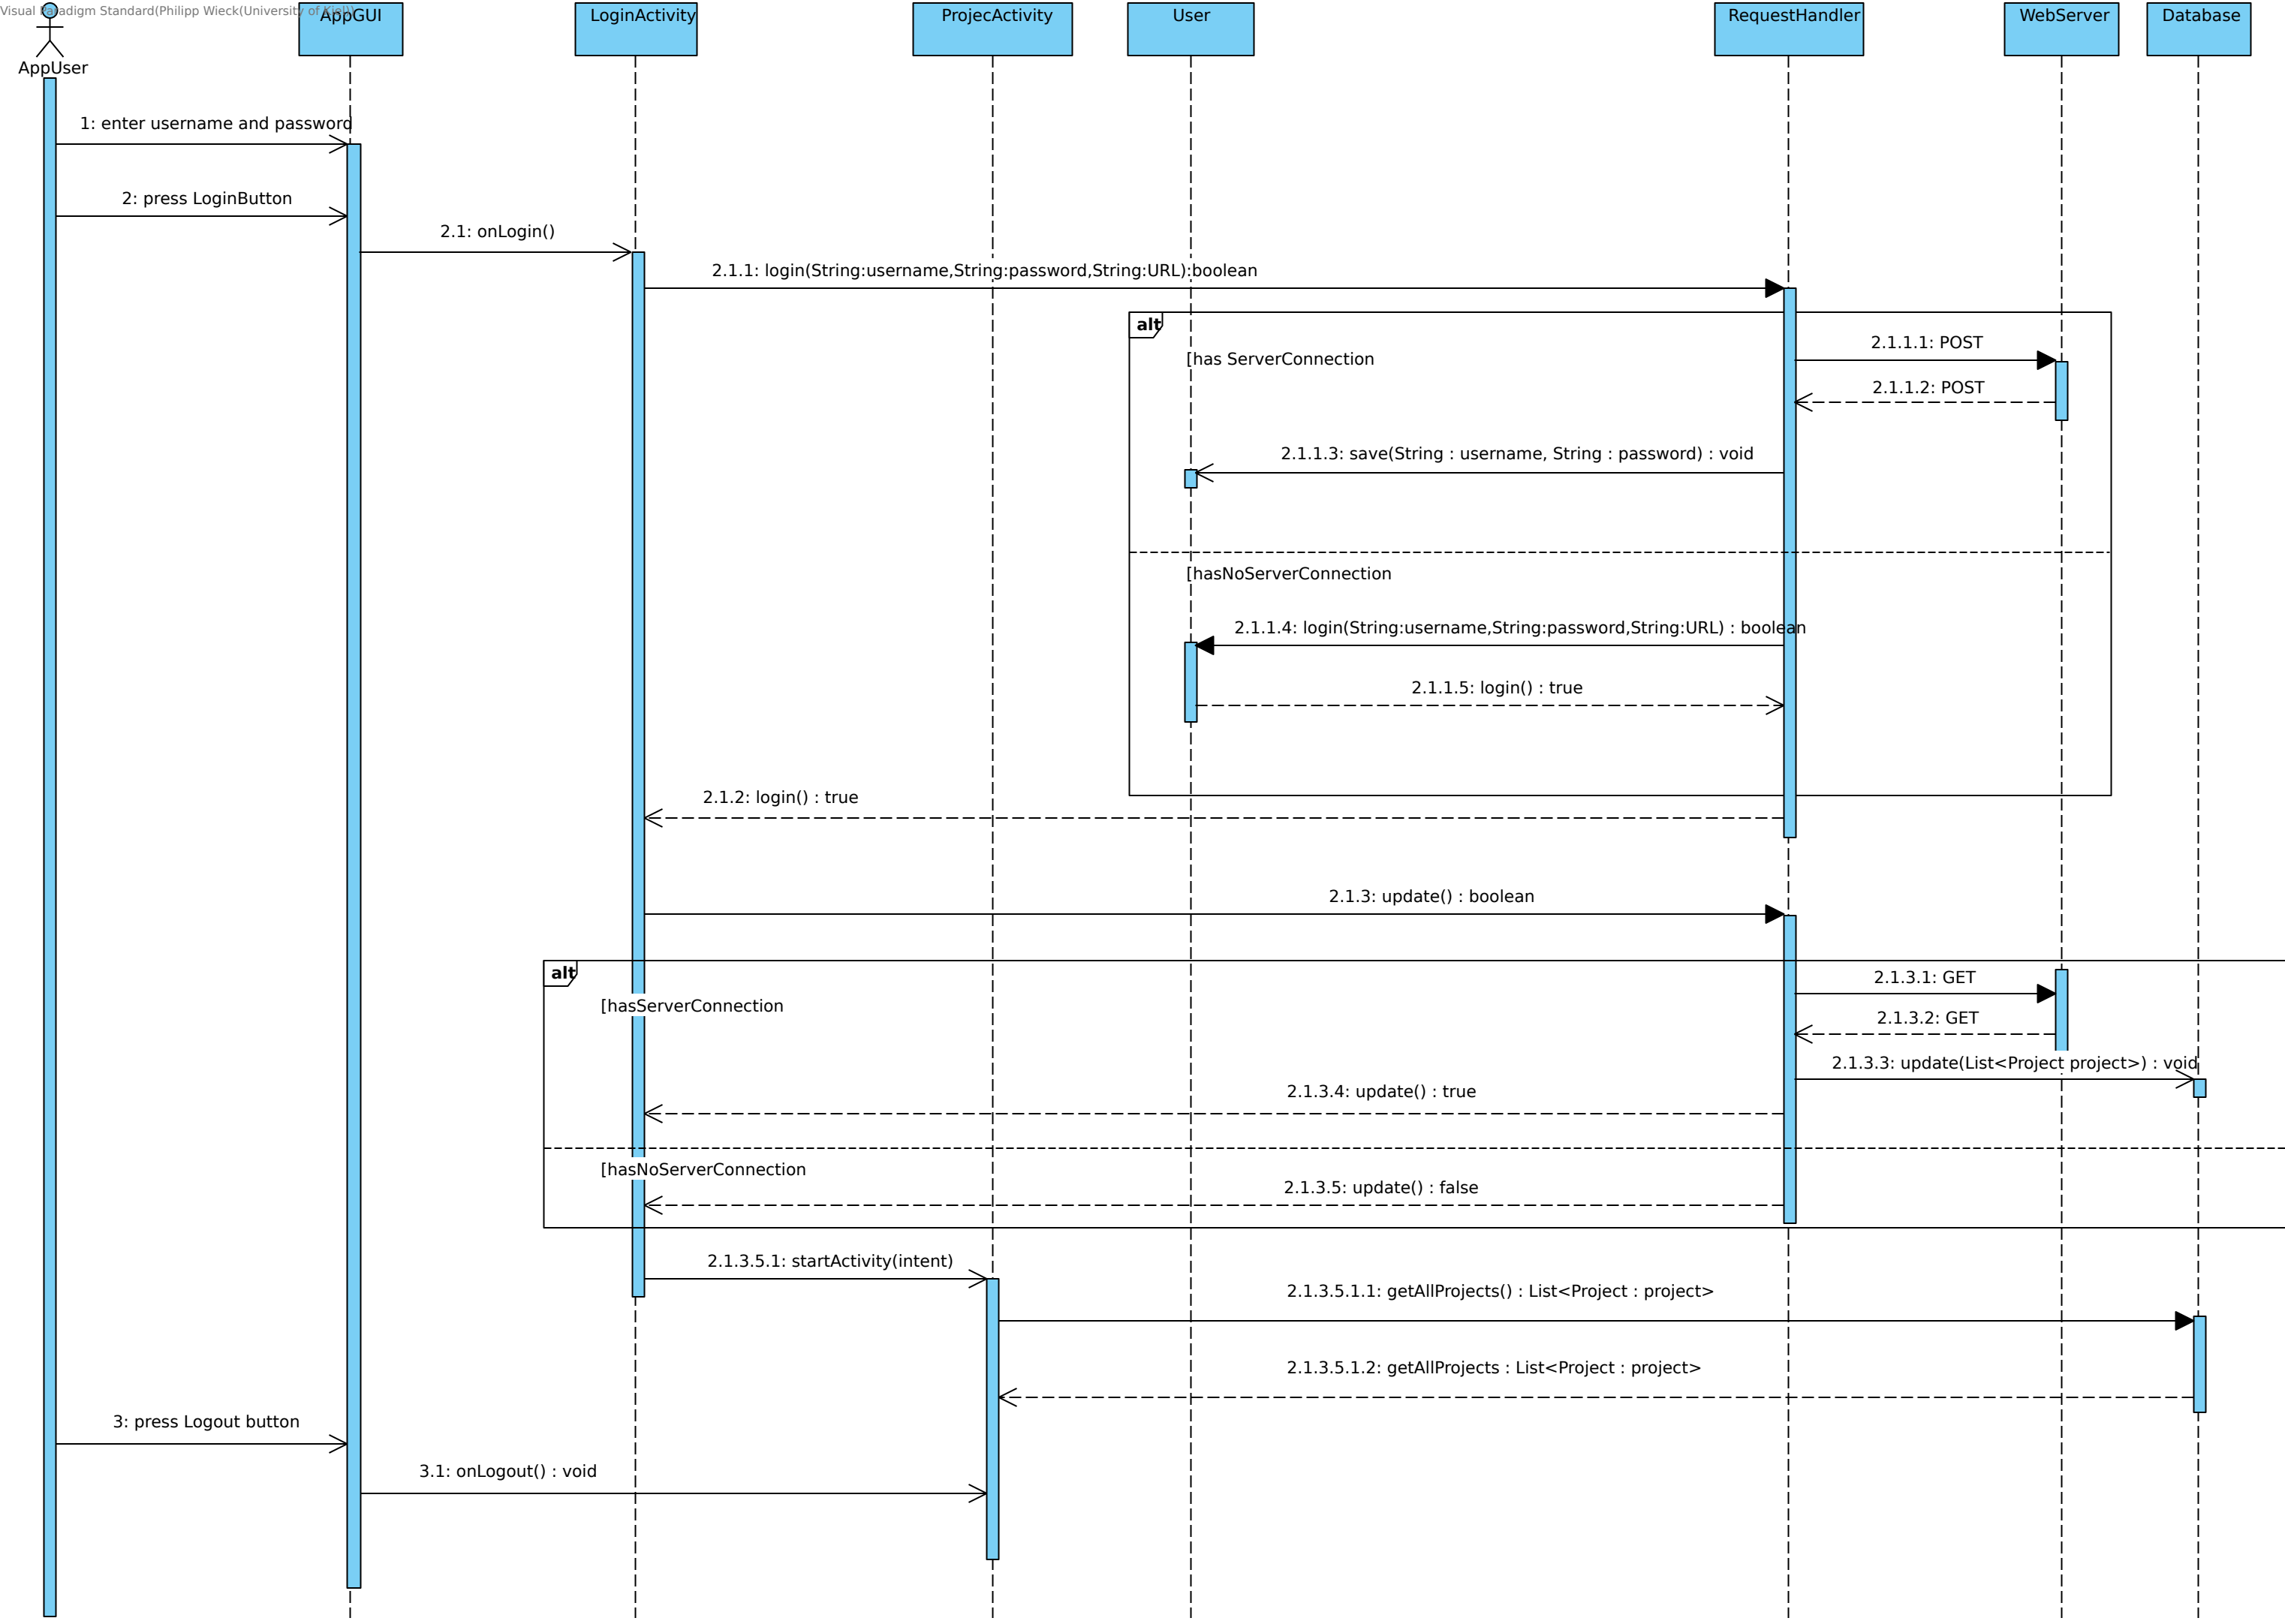 Visual Paradigm Standard(Philipp Wieck(University of Kiel))
AppUser
AppGUI
LoginActivity
ProjecActivity
User
RequestHandler
WebServer
Database
1: enter username and password
2: press LoginButton
2.1: onLogin()
2.1.1: login(String:username,String:password,String:URL):boolean
alt
[has ServerConnection
2.1.1.1: POST
2.1.1.2: POST
2.1.1.3: save(String : username, String : password) : void
[hasNoServerConnection
2.1.1.4: login(String:username,String:password,String:URL) : boolean
2.1.1.5: login() : true
2.1.2: login() : true
2.1.3: update() : boolean
alt
[hasServerConnection
2.1.3.1: GET
2.1.3.2: GET
2.1.3.3: update(List<Project project>) : void
2.1.3.4: update() : true
[hasNoServerConnection
2.1.3.5: update() : false
2.1.3.5.1: startActivity(intent)
2.1.3.5.1.1: getAllProjects() : List<Project : project>
2.1.3.5.1.2: getAllProjects : List<Project : project>
3: press Logout button
3.1: onLogout() : void